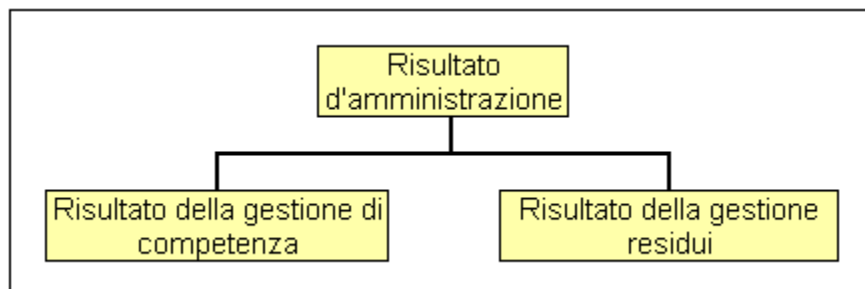 Risultato
d'amministrazione
Risultato della gestione di
competenza
Risultato della gestione
residui